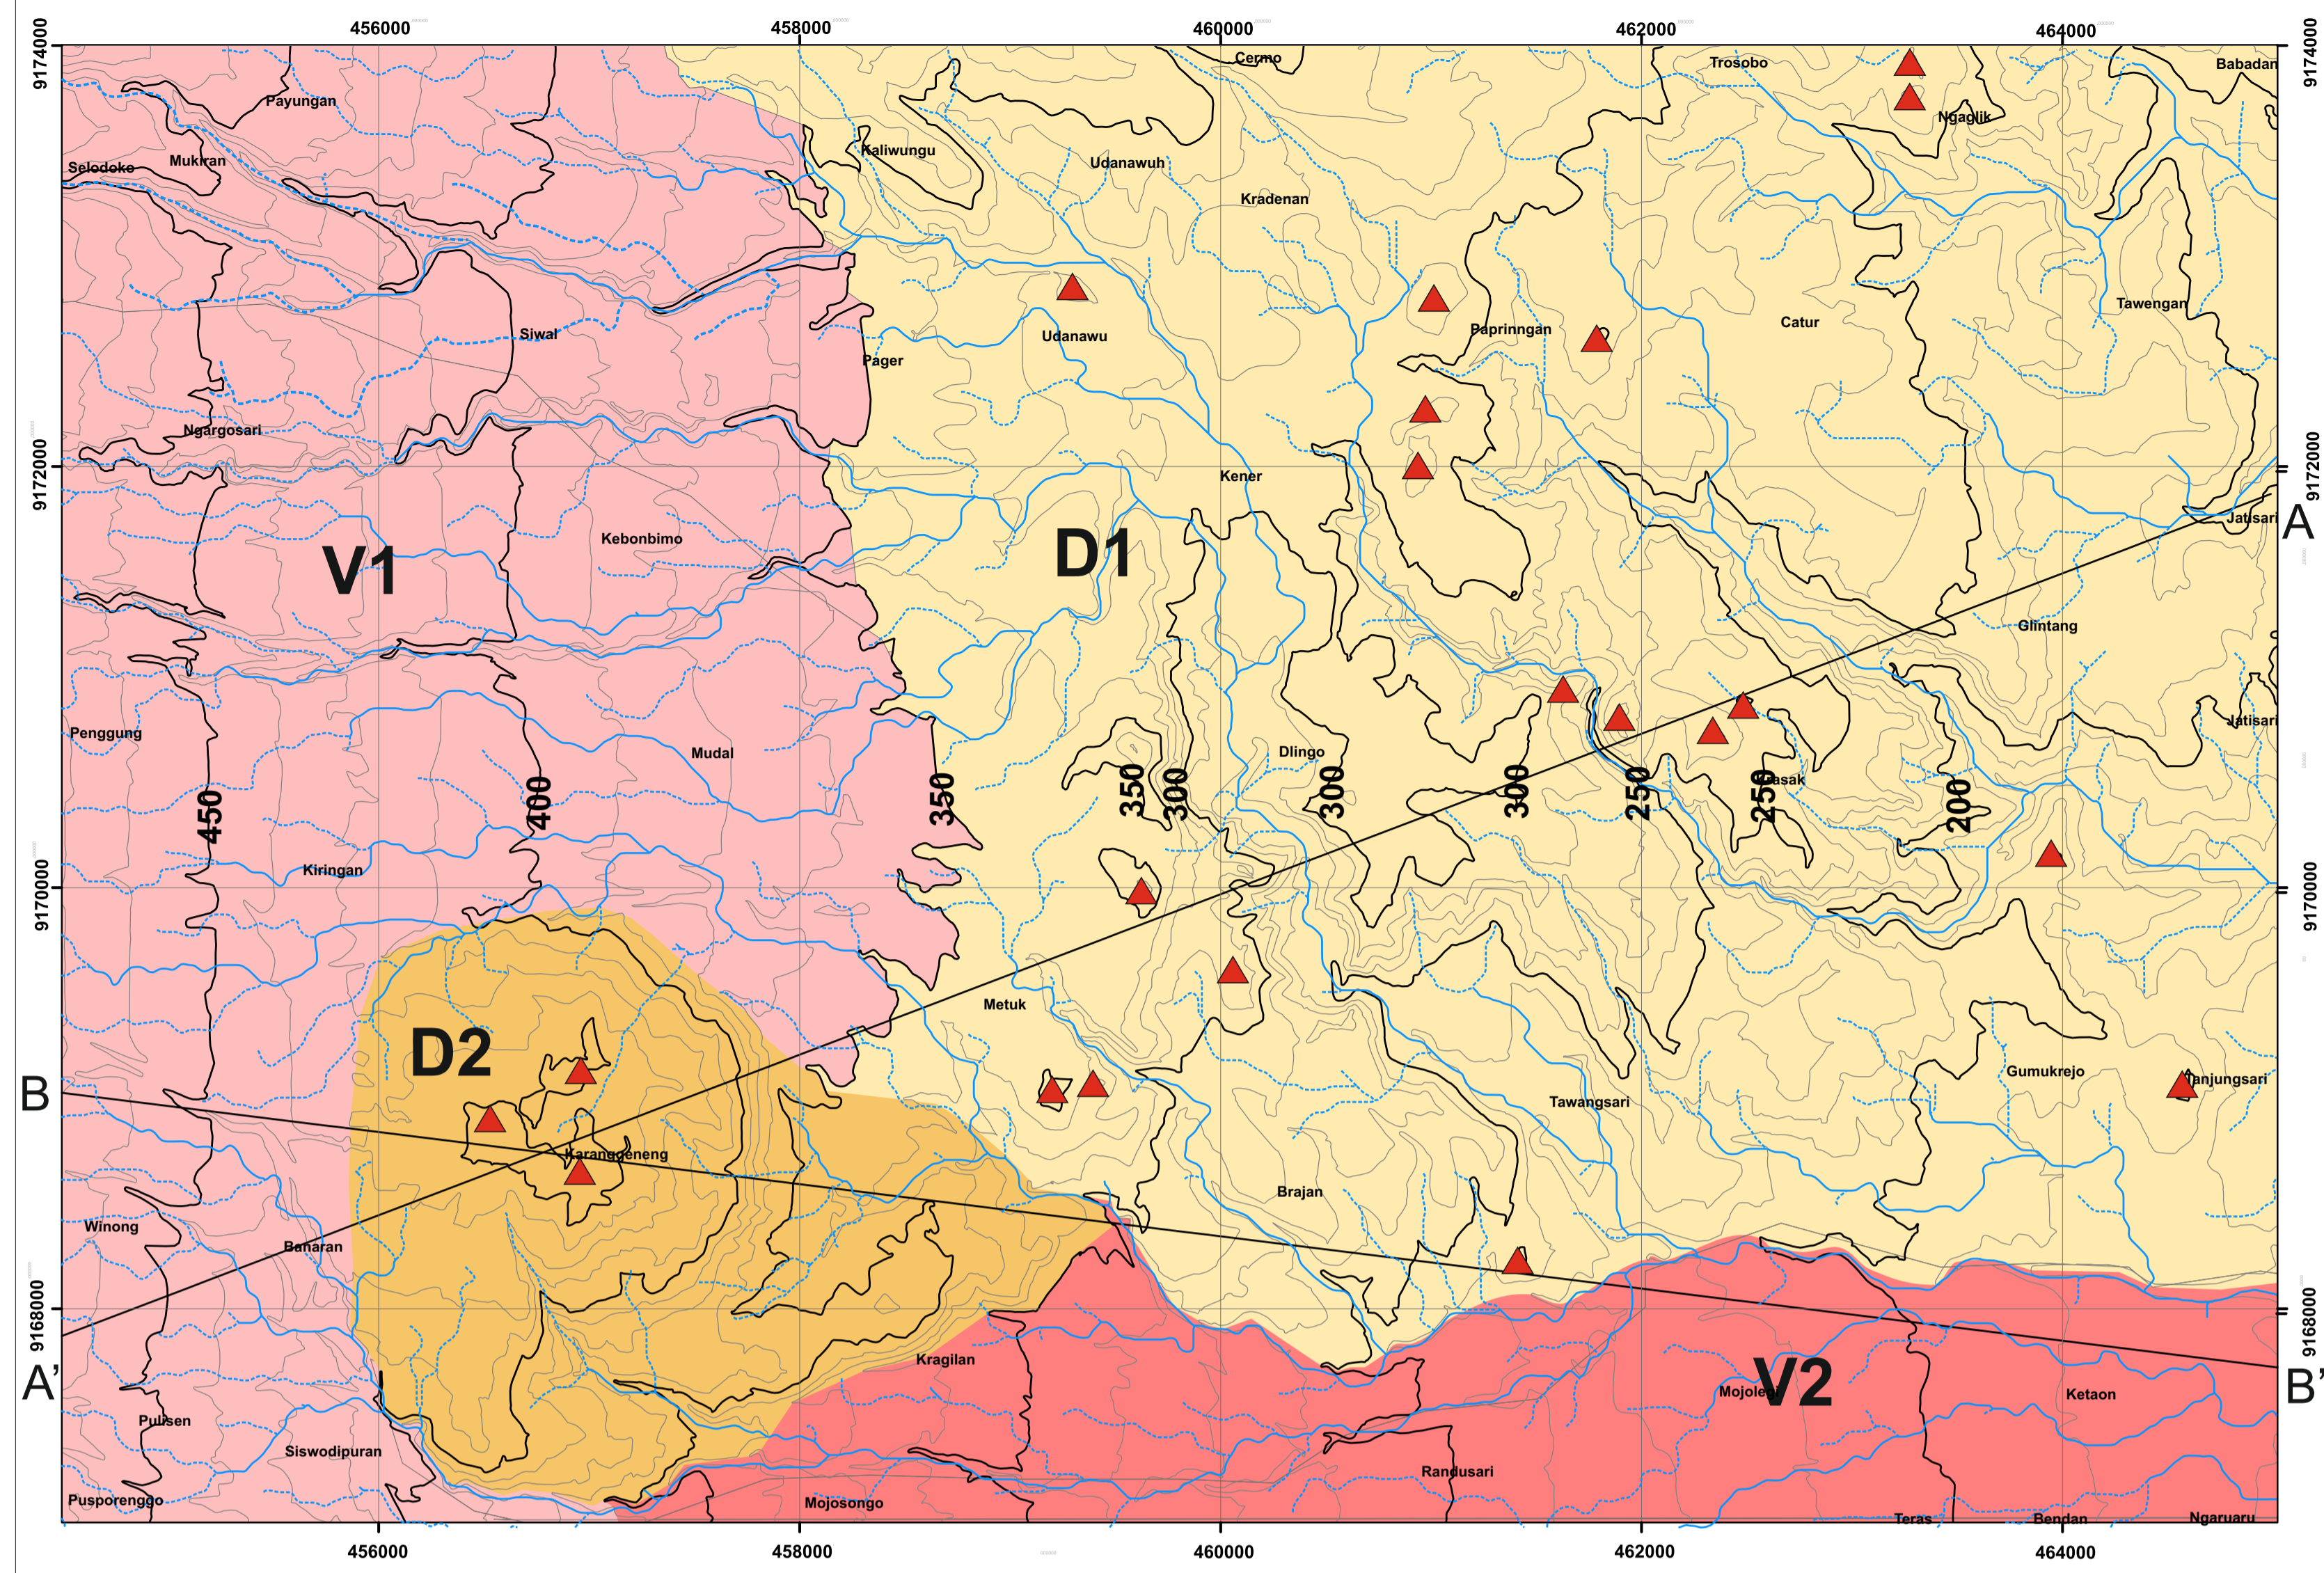 456000
458000
460000
462000
464000
9174000
9174000
Cermo
Trosobo
Babadan
Payungan
Ngaglik
Kaliwungu
Mukiran
Selodoko
Udanawuh
Kradenan
Tawengan
Siwal
Udanawu
Paprinngan
Catur
Pager
Ngargosari
9172000
9172000
Kener
Jatisari
A
Kebonbimo
V1
D1
Glintang
Penggung
Mudal
Dlingo
Jatisari
Krasak
450
400
350
350
300
300
300
250
250
200
Kiringan
9170000
9170000
Metuk
D2
Gumukrejo
Tanjungsari
B
Tawangsari
Karanggeneng
Brajan
Winong
Banaran
9168000
9168000
Kragilan
A'
V2
Mojolegi
Ketaon
B'
Pulisen
Siswodipuran
Randusari
Pusporenggo
Mojosongo
Teras
Bendan
Ngaruaru
456000
458000
460000
462000
464000